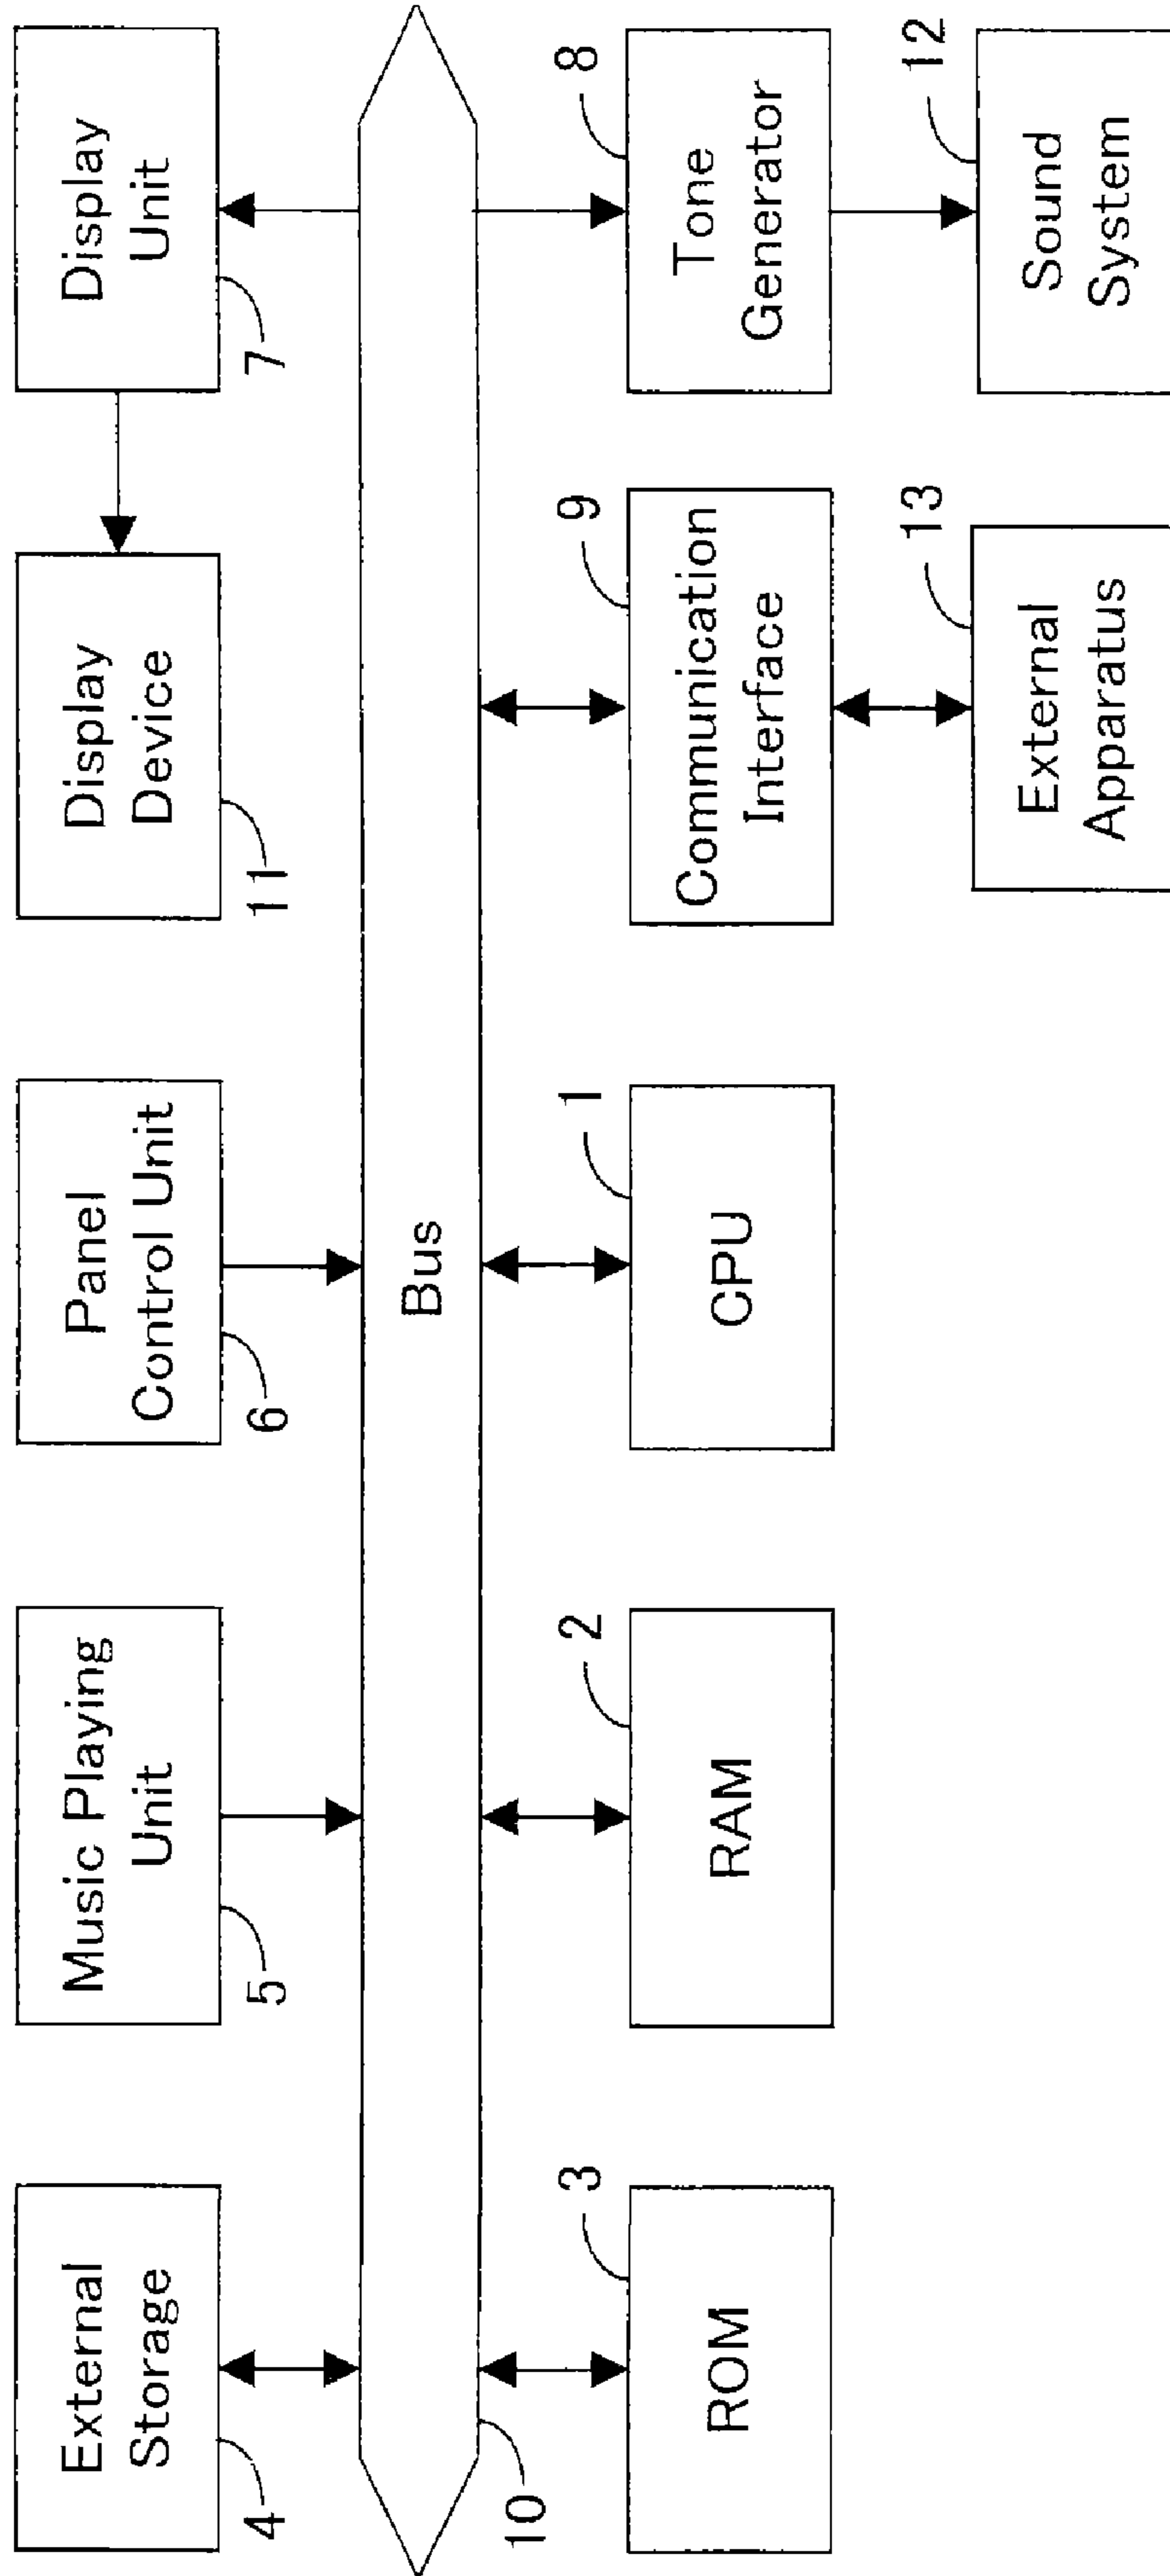 External
Storage
4
Music Playing
Unit
5
Panel
Control Unit
6
Display
Device
11
Display
Unit
7
Bus
10
ROM
3
RAM
2
CPU
1
Communication
Interface
9
Tone
Generator
8
External
Apparatus
13
Sound
System
12